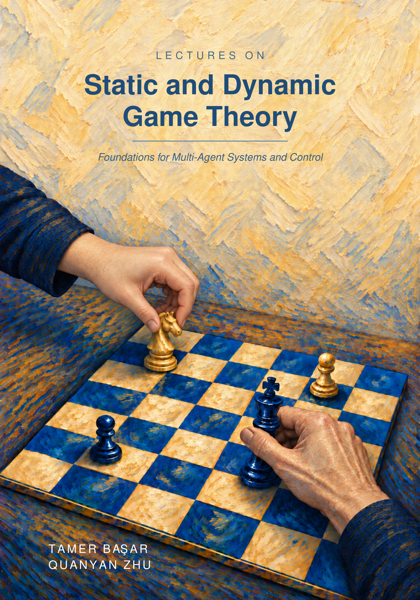 LECTURES ON
Static and Dynamic
Game Theory
Foundations for Multi-Agent Systems and Control
TAMER BAŞAR
QUANYAN ZHU